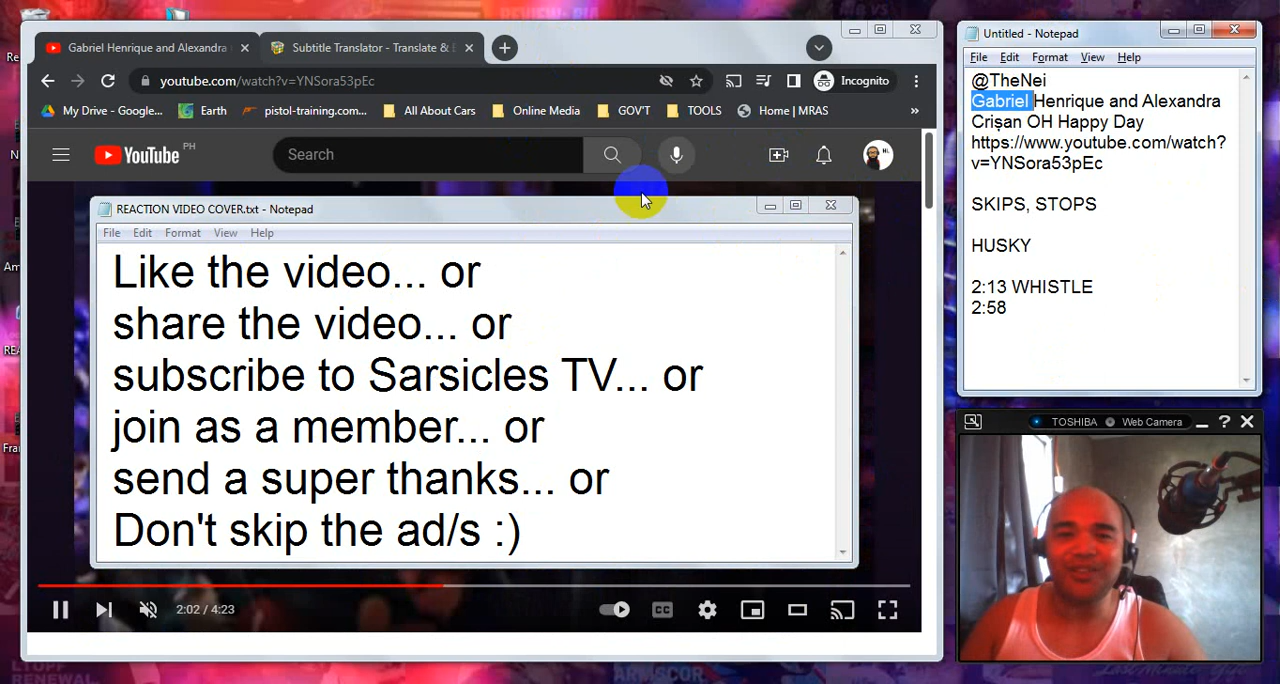 Gabriel Henrique and Alexandra
Subtitle Translator - Translate &
youtube.com/watch?v=YNSora53pEc
Incognito
My Drive - Google...
Earth
pistol-training.com...
All About Cars
Online Media
GOV'T
TOOLS
Home | MRAS
»
YouTube PH
Search
REACTION VIDEO COVER.txt - Notepad
File Edit Format View Help
Like the video... or
share the video... or
subscribe to Sarsicles TV... or
join as a member... or
send a super thanks... or
Don't skip the ad/s :)
2:02 / 4:23
CC
Untitled - Notepad
File Edit Format View Help
@TheNei
Gabriel Henrique and Alexandra
Crișan OH Happy Day
https://www.youtube.com/watch?
v=YNSora53pEc
SKIPS, STOPS
HUSKY
2:13 WHISTLE
2:58
TOSHIBA Web Camera
RENEWAL
ARMSCOR